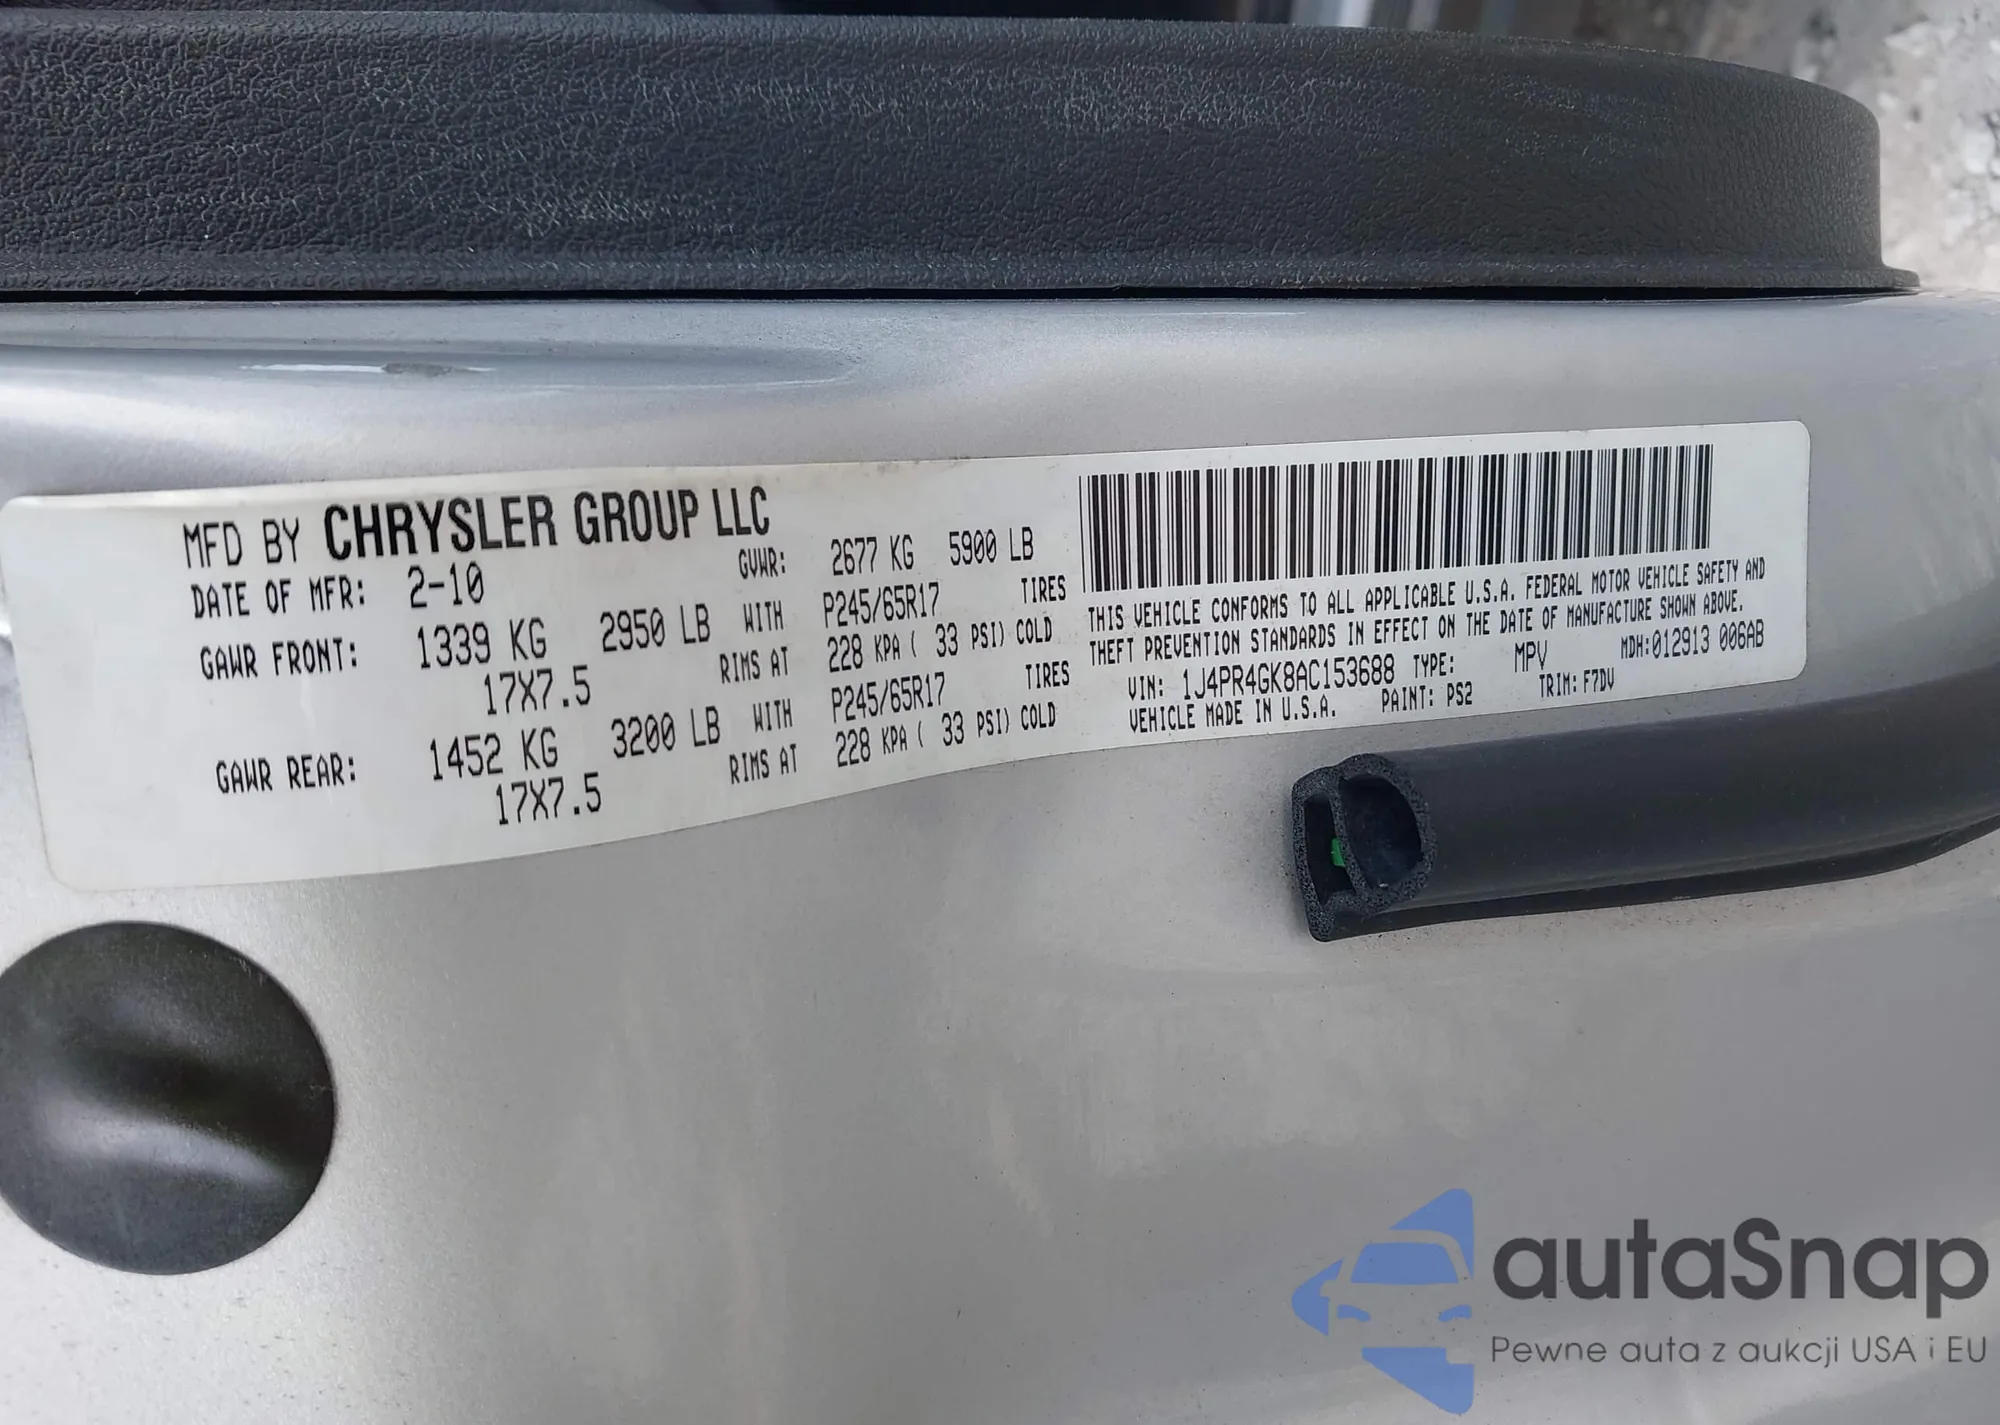 MFD BY CHRYSLER GROUP LLC
DATE OF MFR: 2-10 GVWR: 2677 KG 5900 LB
GAWR FRONT: 1339 KG 2950 LB WITH P245/65R17 TIRES
17X7.5 RIMS AT 228 KPA ( 33 PSI) COLD
GAWR REAR: 1452 KG 3200 LB WITH P245/65R17 TIRES
17X7.5 RIMS AT 228 KPA ( 33 PSI) COLD
THIS VEHICLE CONFORMS TO ALL APPLICABLE U.S.A. FEDERAL MOTOR VEHICLE SAFETY AND
THEFT PREVENTION STANDARDS IN EFFECT ON THE DATE OF MANUFACTURE SHOWN ABOVE.
VIN: 1J4PR4GK8AC153688 TYPE: MPV MDH:012913 006AB
VEHICLE MADE IN U.S.A. PAINT: PS2 TRIM: F7DV
autaSnap
Pewne auta z aukcji USA i EU